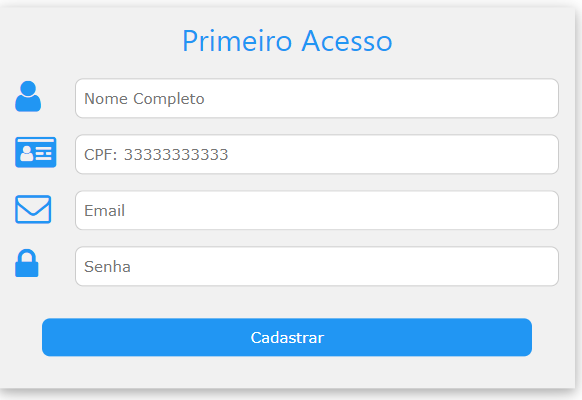 Primeiro Acesso
Nome Completo
CPF: 33333333333
Email
Senha
Cadastrar